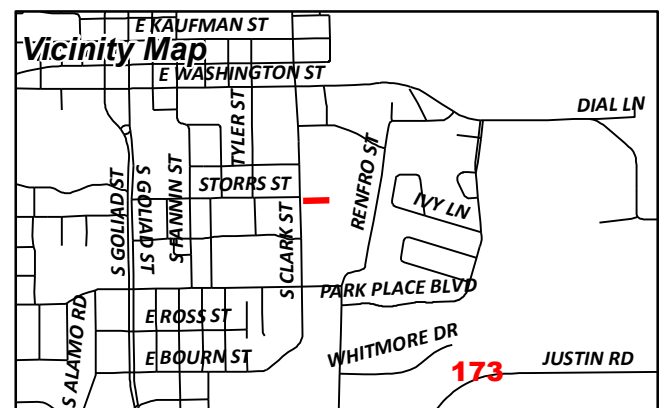 E KAUFMAN ST
Vicinity Map
E WASHINGTON ST
DIAL LN
TYLER ST
S GOLIAD ST
S GOLIAD ST
S FANNIN ST
STORRS ST
RENFRO ST
IVY LN
S CLARK ST
PARK PLACE BLVD
S ALAMO RD
E ROSS ST
E BOURN ST
WHITMORE DR
173
JUSTIN RD